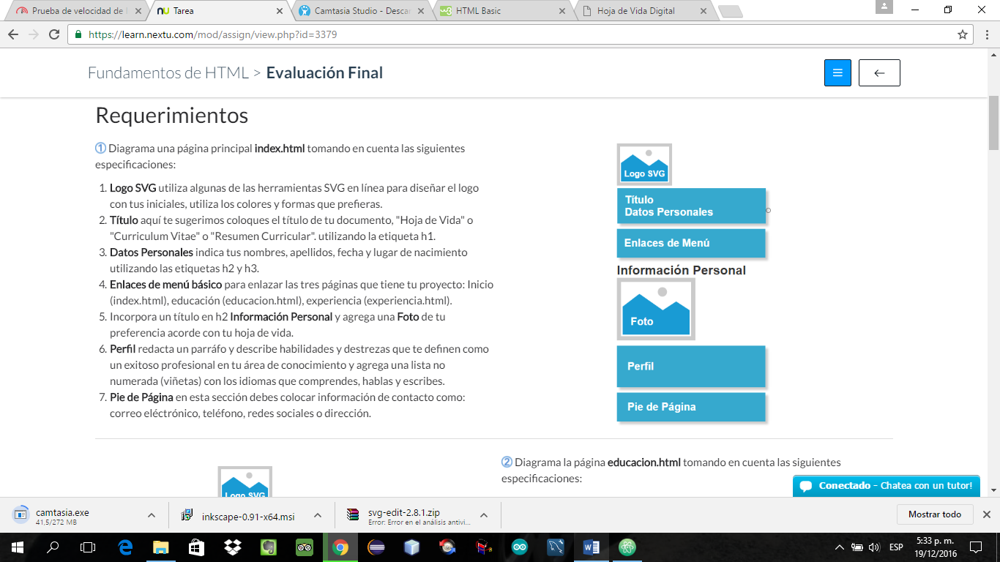 Prueba de velocidad de
Tarea
Camtasia Studio - Descar
HTML Basic
Hoja de Vida Digital
https://learn.nextu.com/mod/assign/view.php?id=3379
Fundamentos de HTML > Evaluación Final
Requerimientos
1 Diagrama una página principal index.html tomando en cuenta las siguientes
especificaciones:
1. Logo SVG utiliza algunas de las herramientas SVG en línea para diseñar el logo
con tus iniciales, utiliza los colores y formas que prefieras.
2. Título aquí te sugerimos coloques el título de tu documento, "Hoja de Vida" o
"Curriculum Vitae" o "Resumen Curricular". utilizando la etiqueta h1.
3. Datos Personales indica tus nombres, apellidos, fecha y lugar de nacimiento
utilizando las etiquetas h2 y h3.
4. Enlaces de menú básico para enlazar las tres páginas que tiene tu proyecto: Inicio
(index.html), educación (educacion.html), experiencia (experiencia.html).
5. Incorpora un título en h2 Información Personal y agrega una Foto de tu
preferencia acorde con tu hoja de vida.
6. Perfil redacta un parráfo y describe habilidades y destrezas que te definen como
un exitoso profesional en tu área de conocimiento y agrega una lista no
numerada (viñetas) con los idiomas que comprendes, hablas y escribes.
7. Pie de Página en esta sección debes colocar información de contacto como:
correo eléctrónico, teléfono, redes sociales o dirección.
Logo SVG
Título
Datos Personales
Enlaces de Menú
Información Personal
Foto
Perfil
Pie de Página
Logo SVG
2 Diagrama la página educacion.html tomando en cuenta las siguientes
especificaciones:
Conectado - Chatea con un tutor!
camtasia.exe
41,5/272 MB
inkscape-0.91-x64.msi
svg-edit-2.8.1.zip
Error: Error en el análisis antivi...
Mostrar todo
ESP
5:33 p. m.
19/12/2016